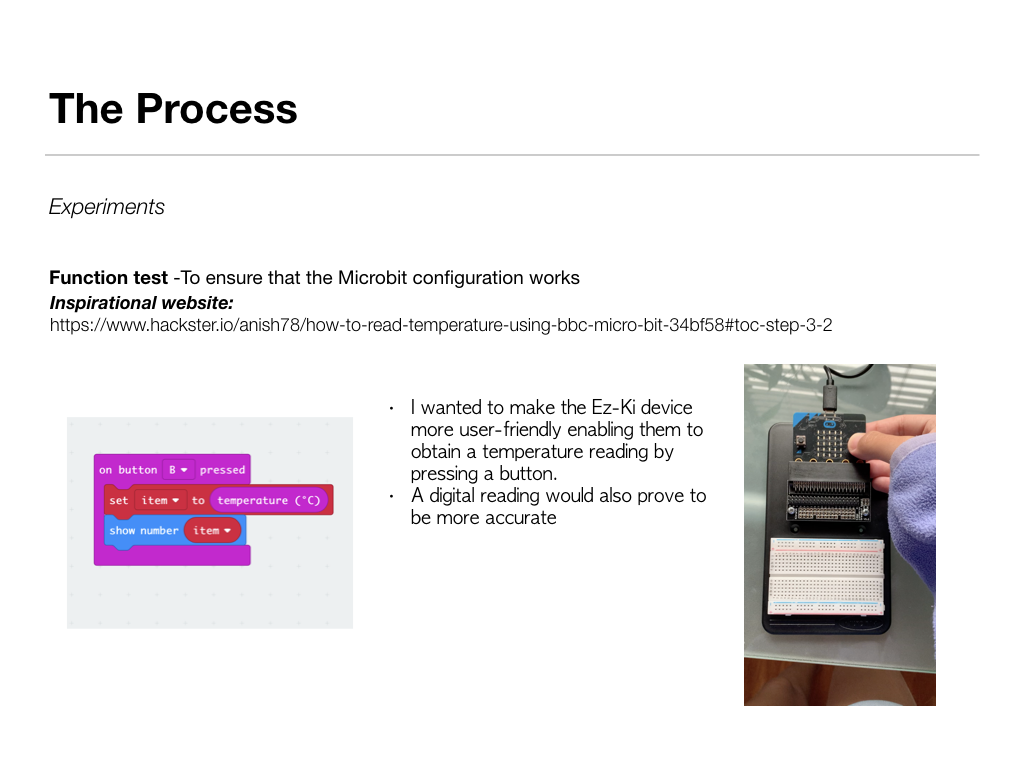 The Process
Experiments
Function test -To ensure that the Microbit configuration works
Inspirational website:
https://www.hackster.io/anish78/how-to-read-temperature-using-bbc-micro-bit-34bf58#toc-step-3-2
on button B pressed
set item to temperature (°C)
show number item
• I wanted to make the Ez-Ki device
more user-friendly enabling them to
obtain a temperature reading by
pressing a button.
• A digital reading would also prove to
be more accurate